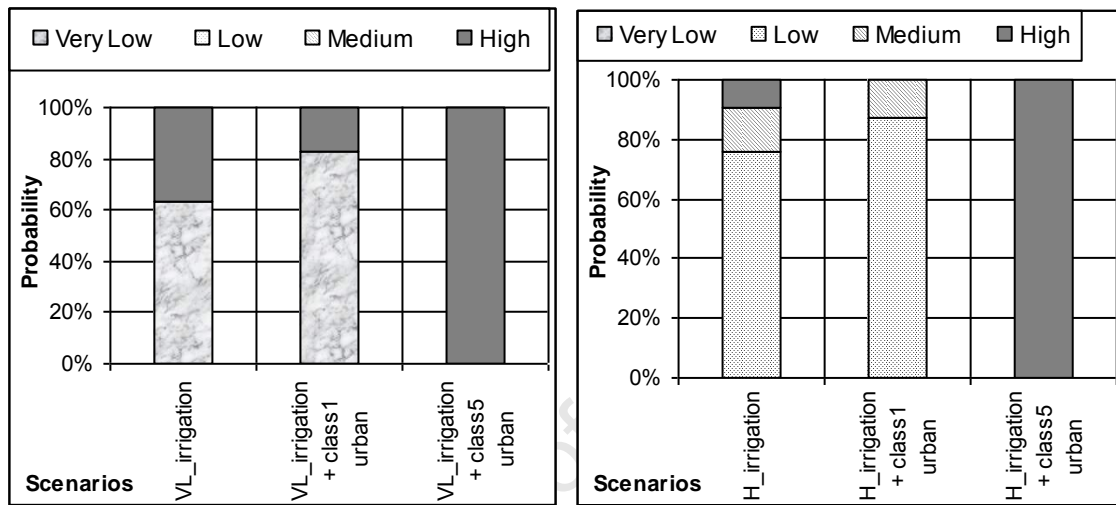 Very Low Low Medium High
100%
80%
60%
40%
20%
0%
Probability
VL_irrigation
VL_irrigation
+ class1
urban
VL_irrigation
+ class5
urban
Scenarios
Very Low Low Medium High
100%
80%
60%
40%
20%
0%
Probability
H_irrigation
H_irrigation
+ class1
urban
H_irrigation
+ class5
urban
Scenarios